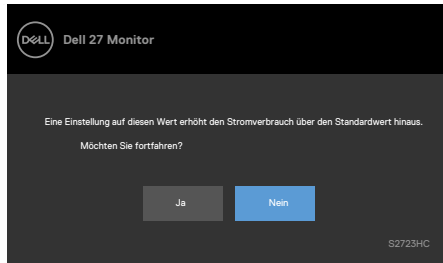 DELL Dell 27 Monitor
Eine Einstellung auf diesen Wert erhöht den Stromverbrauch über den Standardwert hinaus.
Möchten Sie fortfahren?
Ja Nein
S2723HC